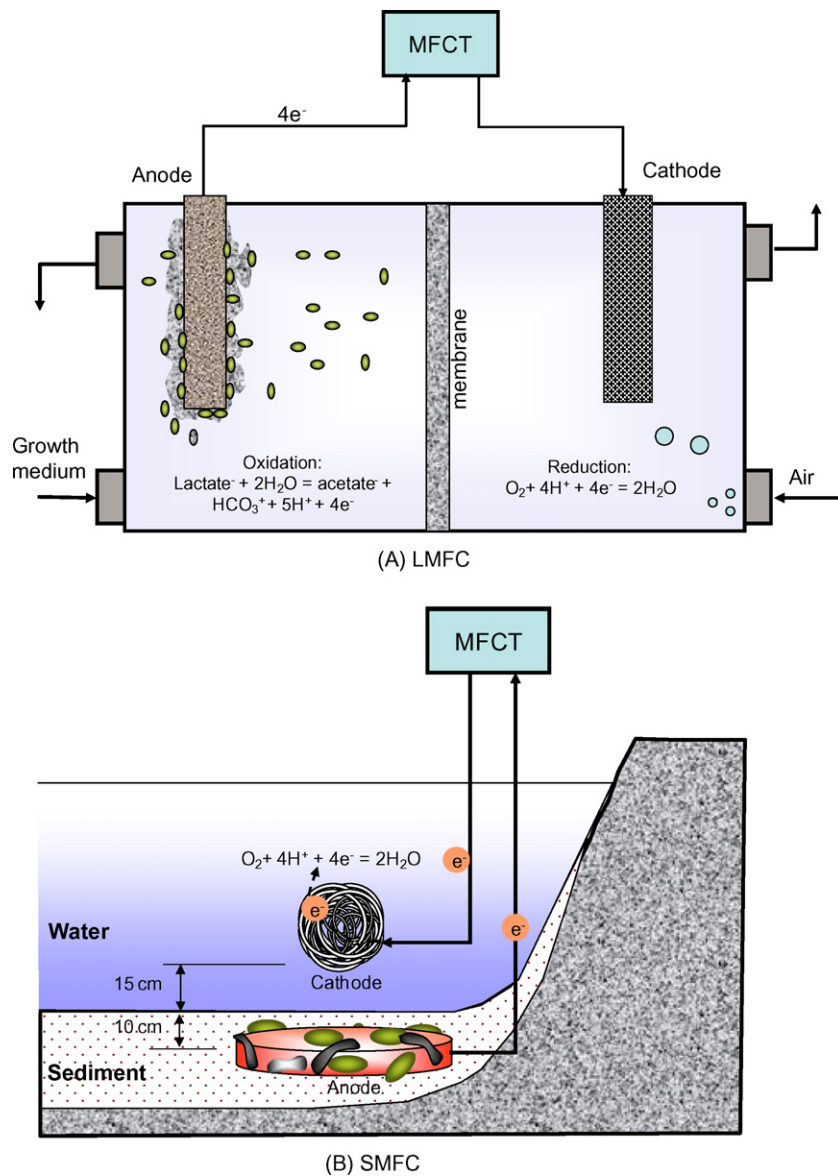 MFCT
4e⁻
Anode
Cathode
membrane
Growth
medium
Oxidation:
Lactate⁻ + 2H₂O = acetate⁻ +
HCO₃⁺ + 5H⁺ + 4e⁻
Reduction:
O₂+ 4H⁺ + 4e⁻ = 2H₂O
Air
(A) LMFC
MFCT
O₂+ 4H⁺ + 4e⁻ = 2H₂O
e⁻
e⁻
e⁻
Water
Cathode
15 cm
10 cm
Sediment
Anode
(B) SMFC